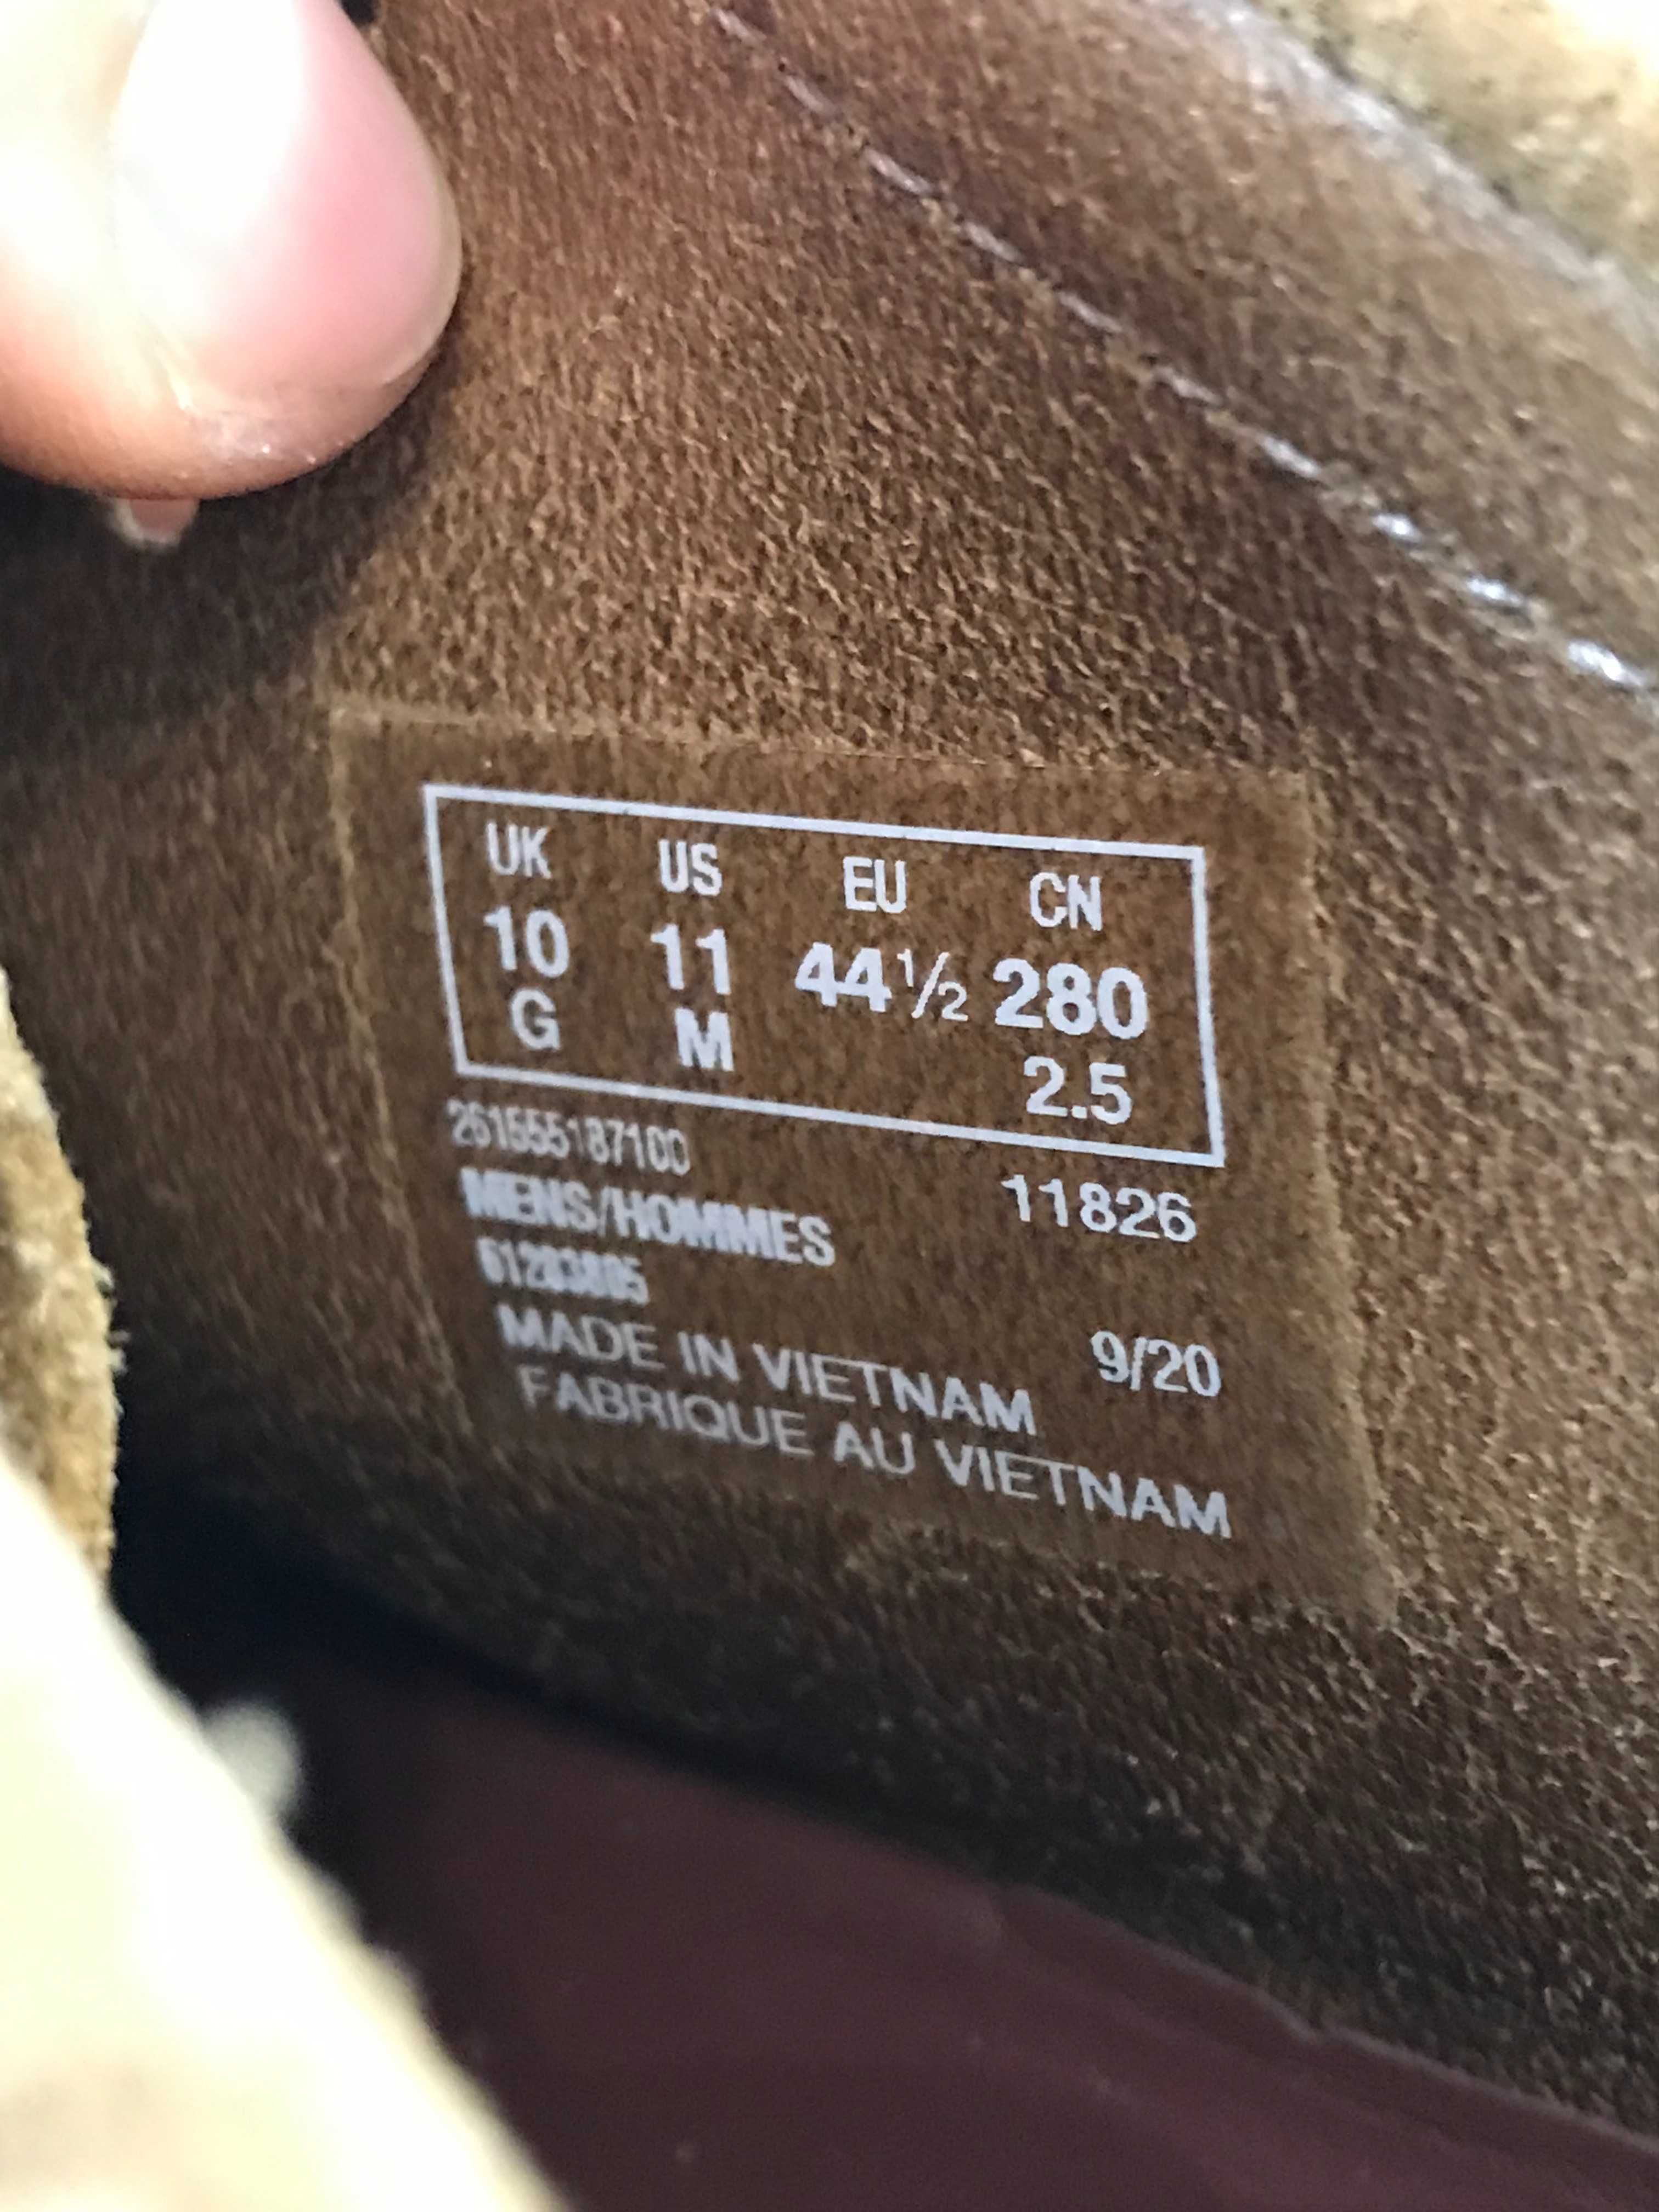 UK US EU CN
10 11 44½ 280
G M 2.5
261555187100
MENS/HOMMES 11826
MADE IN VIETNAM 9/20
FABRIQUE AU VIETNAM